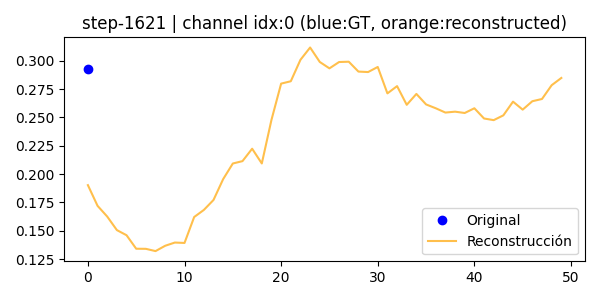 step-1621 | channel idx:0 (blue:GT, orange:reconstructed)
0.300
0.275
0.250
0.225
0.200
0.175
0.150
0.125
0 10 20 30 40 50
Original
Reconstrucción